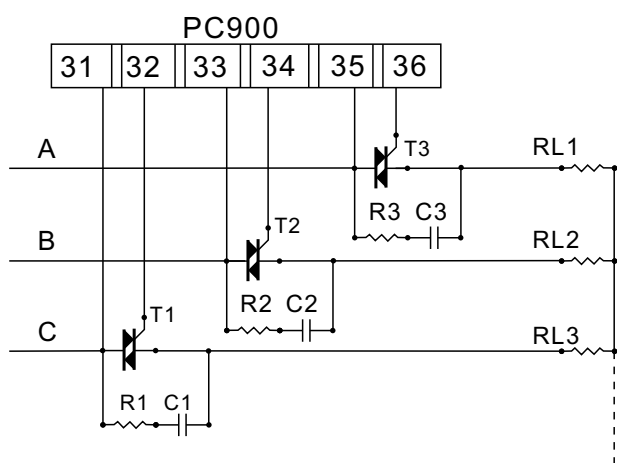 PC900
31 32 33 34 35 36
A T3 RL1
R3 C3
B T2 RL2
R2 C2
C T1 RL3
R1 C1